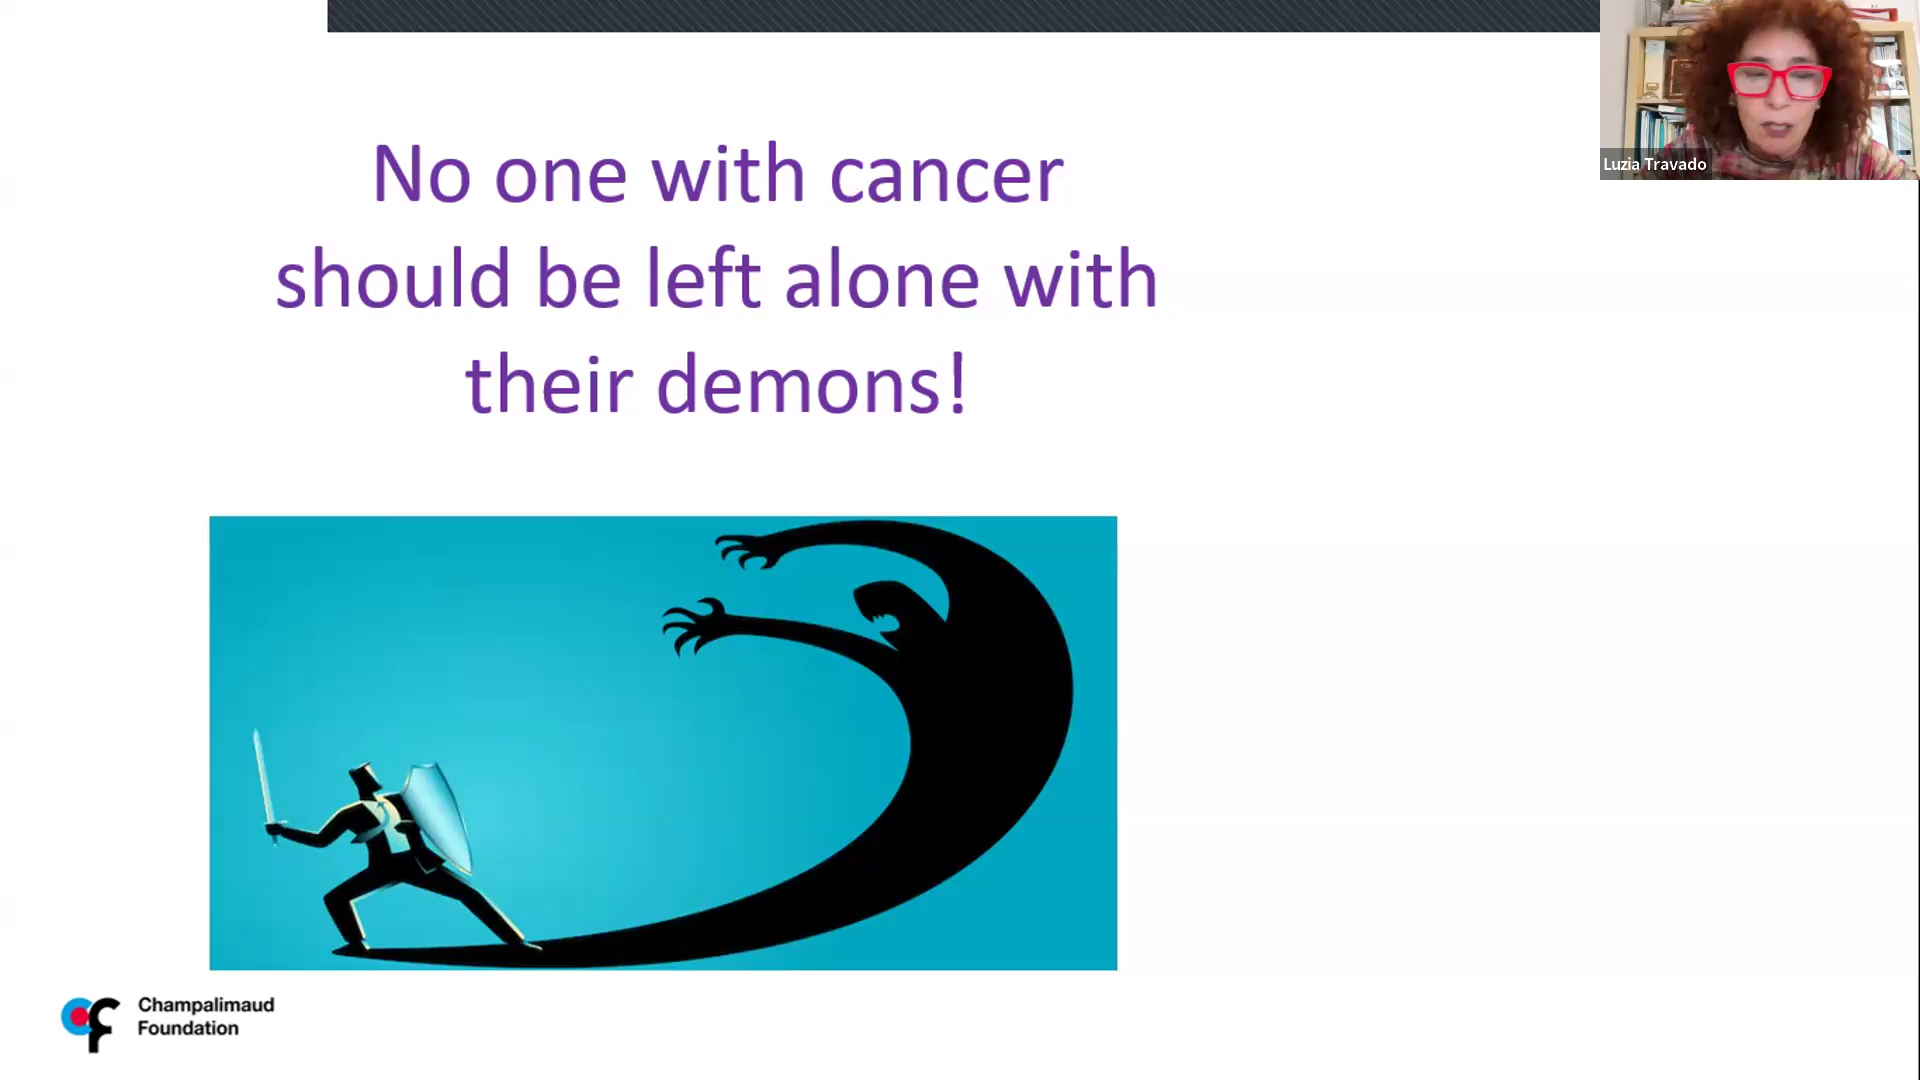 No one with cancer
should be left alone with
their demons!
Luzia Travado
Champalimaud
Foundation